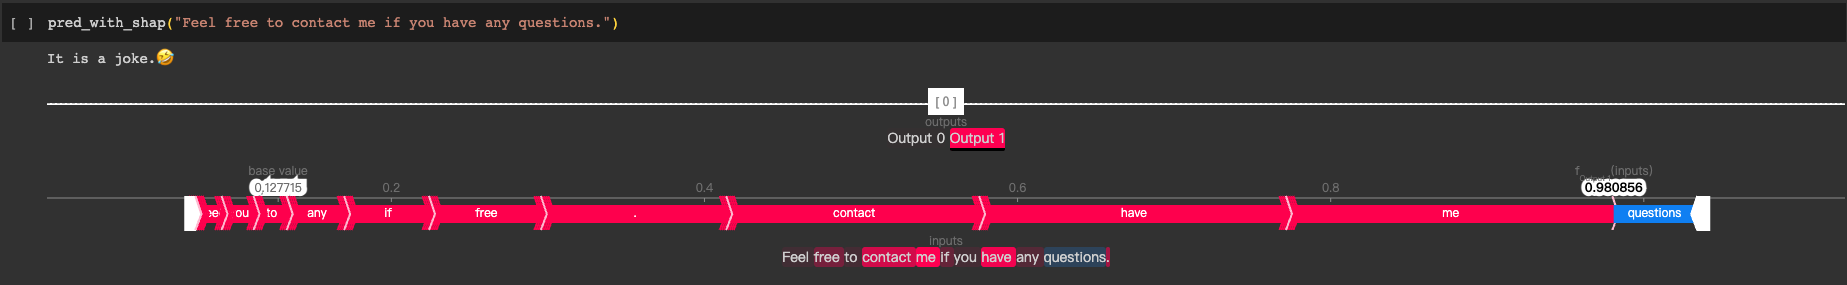 [ ] pred_with_shap("Feel free to contact me if you have any questions.")
It is a joke.🤣
[0]
outputs
Output 0 Output 1
base value (inputs)
0.127715 0.2 0.4 0.6 0.8 0.980856
ou to any if free . contact have me questions
inputs
Feel free to contact me if you have any questions.